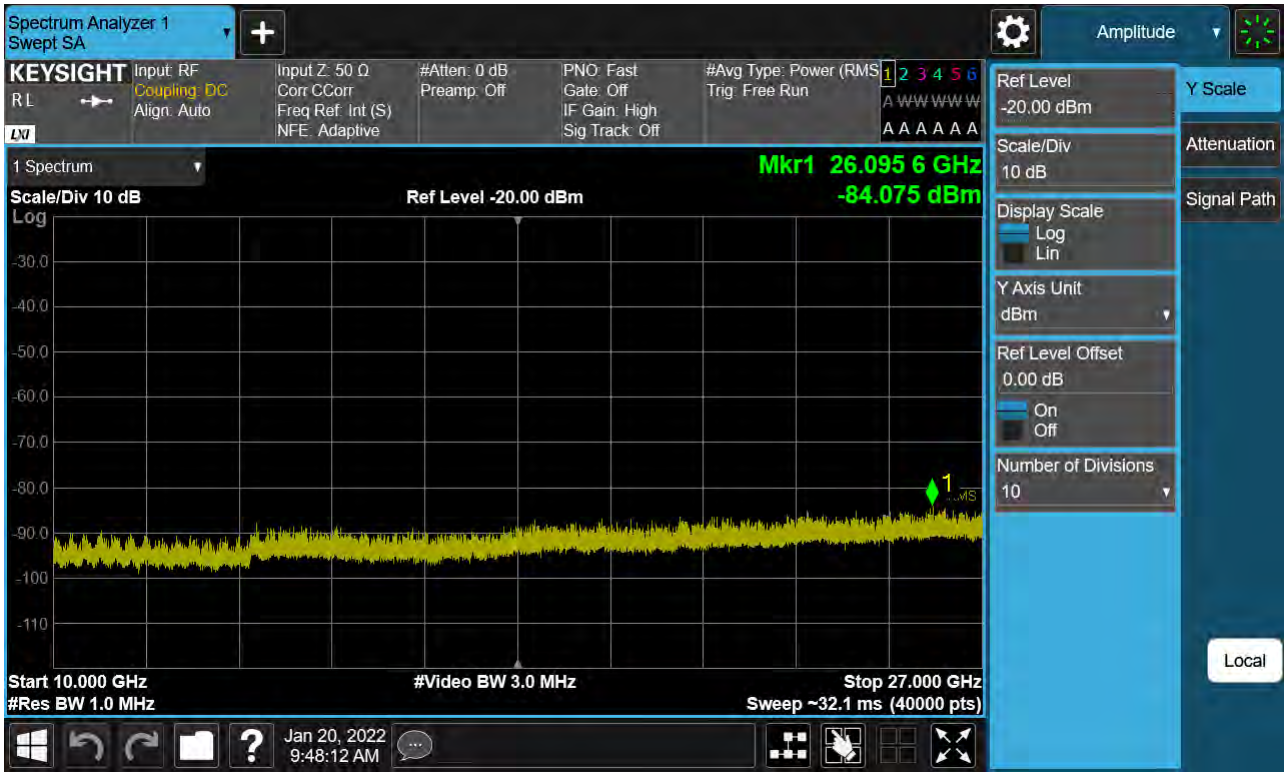 Spectrum Analyzer 1
Swept SA
+
Amplitude
KEYSIGHT
RL
LXI
Input: RF
Coupling: DC
Align: Auto
Input Z: 50 Ω
Corr CCorr
Freq Ref: Int (S)
NFE: Adaptive
#Atten: 0 dB
Preamp: Off
PNO: Fast
Gate: Off
IF Gain: High
Sig Track: Off
#Avg Type: Power (RMS
Trig: Free Run
1 2 3 4 5 6
A W W W W W
A A A A A A
1 Spectrum
Mkr1 26.095 6 GHz
-84.075 dBm
Scale/Div 10 dB
Ref Level -20.00 dBm
Log
-30.0
-40.0
-50.0
-60.0
-70.0
-80.0
-90.0
-100
-110
1
Start 10.000 GHz
#Video BW 3.0 MHz
Stop 27.000 GHz
#Res BW 1.0 MHz
Sweep ~32.1 ms (40000 pts)
Ref Level
-20.00 dBm
Scale/Div
10 dB
Display Scale
Log
Lin
Y Axis Unit
dBm
Ref Level Offset
0.00 dB
On
Off
Number of Divisions
10
Y Scale
Attenuation
Signal Path
Local
?
Jan 20, 2022
9:48:12 AM